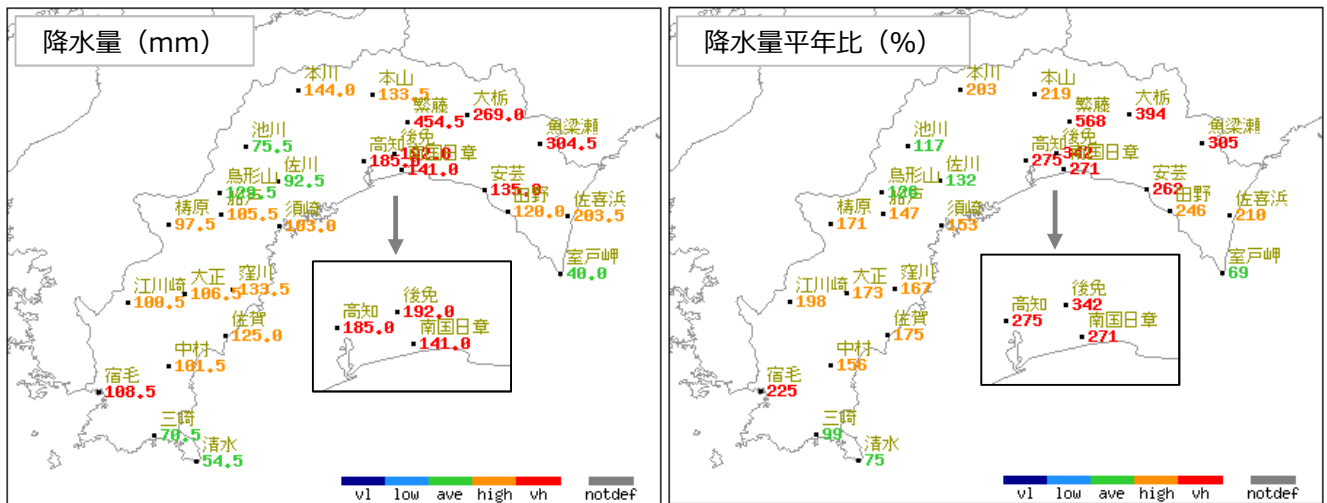 降水量（mm）
本川
144.0
本山
133.5
繁藤
454.5
大栃
269.0
魚梁瀬
304.5
池川
75.5
高知
185.0
後免
192.0
南国日章
141.0
佐川
92.5
鳥形山
船戸
105.5
安芸
135.0
田野
120.0
佐喜浜
203.5
梼原
97.5
須崎
103.0
室戸岬
40.0
江川崎
100.5
大正
106.5
窪川
133.5
佐賀
125.0
中村
101.5
宿毛
108.5
三崎
70.5
清水
54.5
後免
192.0
高知
185.0
南国日章
141.0
vl low ave high vh notdef
降水量平年比（%）
本川
203
本山
219
繁藤
568
大栃
394
魚梁瀬
305
池川
117
高知
275
後免
342
南国日章
271
佐川
132
鳥形山
船戸
147
安芸
262
田野
246
佐喜浜
210
梼原
171
須崎
153
室戸岬
69
江川崎
198
大正
173
窪川
167
佐賀
175
中村
156
宿毛
225
三崎
99
清水
75
後免
342
高知
275
南国日章
271
vl low ave high vh notdef